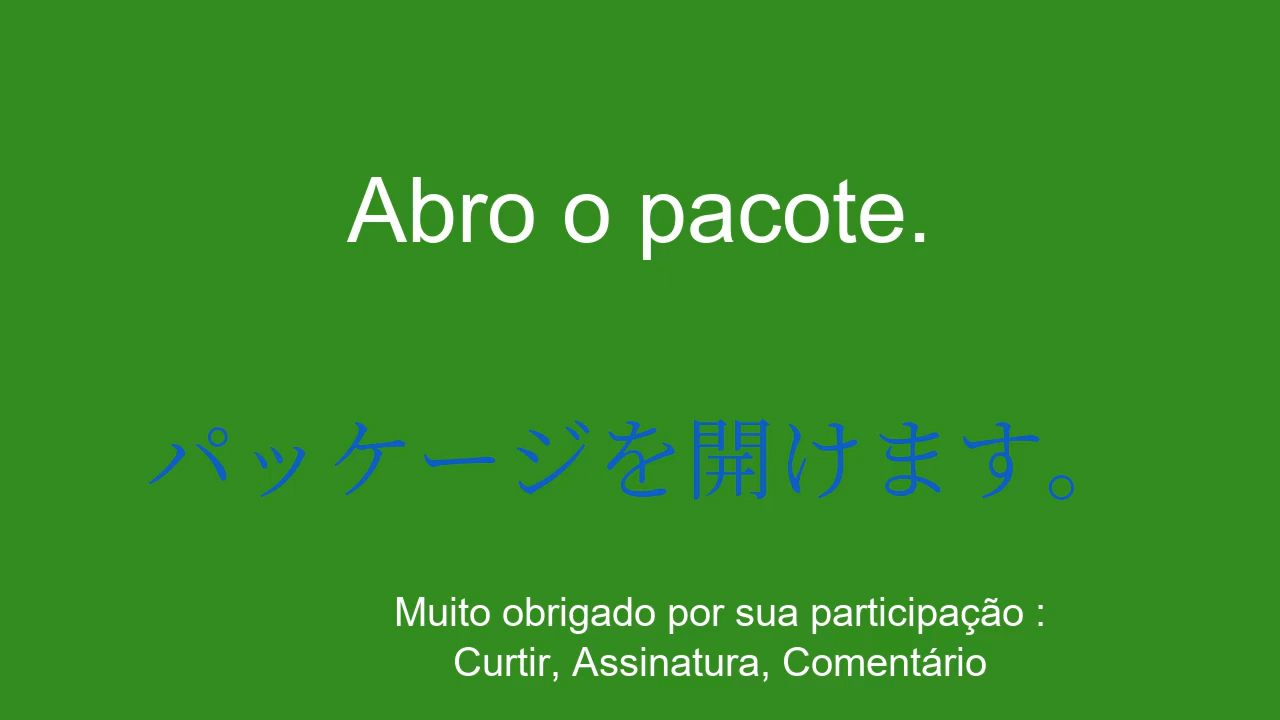 Abro o pacote.
パッケージを開けます。
Muito obrigado por sua participação :
Curtir, Assinatura, Comentário